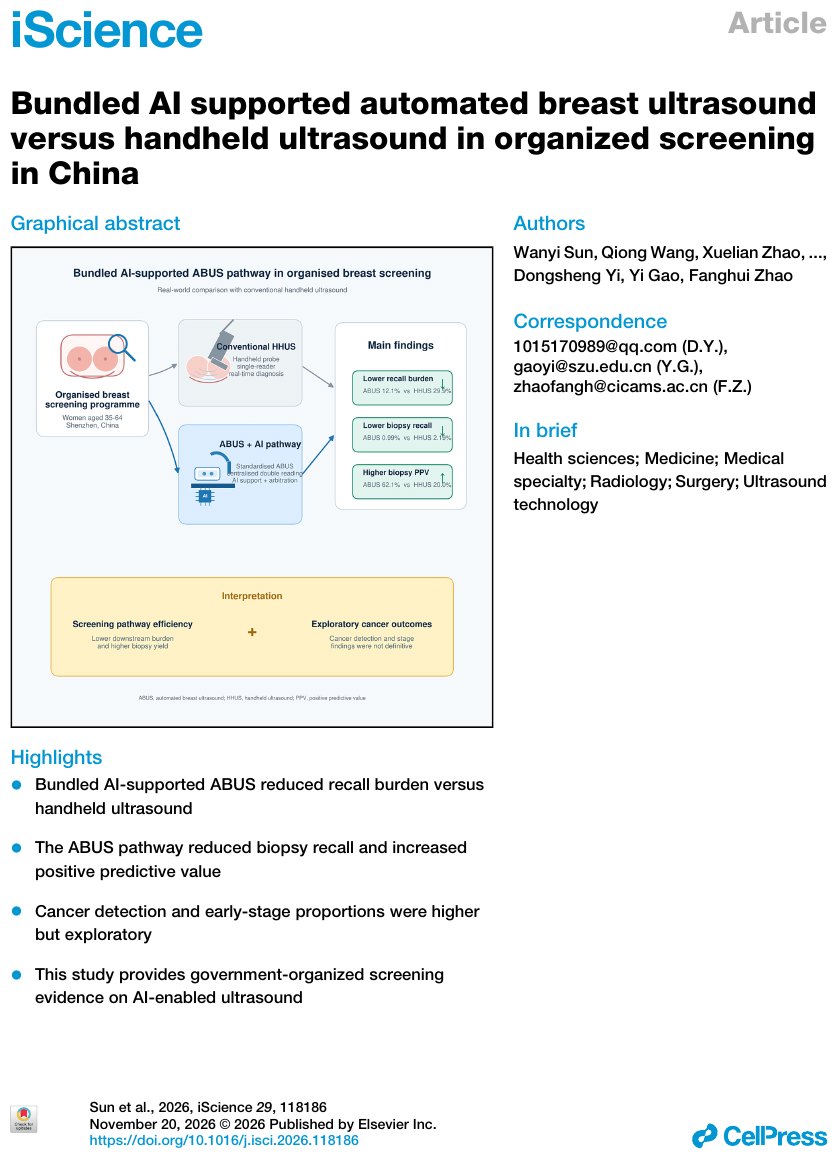 iScience
Article
Bundled AI supported automated breast ultrasound
versus handheld ultrasound in organized screening
in China
Graphical abstract
Bundled AI-supported ABUS pathway in organised breast screening
Real-world comparison with conventional handheld ultrasound
Organised breast
screening programme
Women aged 35-64
Shenzhen, China
Conventional HHUS
Handheld probe
single-reader
real-time diagnosis
ABUS + AI pathway
Standardised ABUS
centralised double reading
AI support + arbitration
AI
Main findings
Lower recall burden
ABUS 12.1% vs HHUS 29.9%
↓
Lower biopsy recall
ABUS 0.99% vs HHUS 2.19%
↓
Higher biopsy PPV
ABUS 62.1% vs HHUS 20.0%
↑
Interpretation
Screening pathway efficiency
Lower downstream burden
and higher biopsy yield
+
Exploratory cancer outcomes
Cancer detection and stage
findings were not definitive
ABUS, automated breast ultrasound; HHUS, handheld ultrasound; PPV, positive predictive value
Authors
Wanyi Sun, Qiong Wang, Xuelian Zhao, ...,
Dongsheng Yi, Yi Gao, Fanghui Zhao
Correspondence
1015170989@qq.com (D.Y.),
gaoyi@szu.edu.cn (Y.G.),
zhaofangh@cicams.ac.cn (F.Z.)
In brief
Health sciences; Medicine; Medical
specialty; Radiology; Surgery; Ultrasound
technology
Highlights
● Bundled AI-supported ABUS reduced recall burden versus
handheld ultrasound
● The ABUS pathway reduced biopsy recall and increased
positive predictive value
● Cancer detection and early-stage proportions were higher
but exploratory
● This study provides government-organized screening
evidence on AI-enabled ultrasound
Check for
updates
Sun et al., 2026, iScience 29, 118186
November 20, 2026 © 2026 Published by Elsevier Inc.
https://doi.org/10.1016/j.isci.2026.118186
CellPress